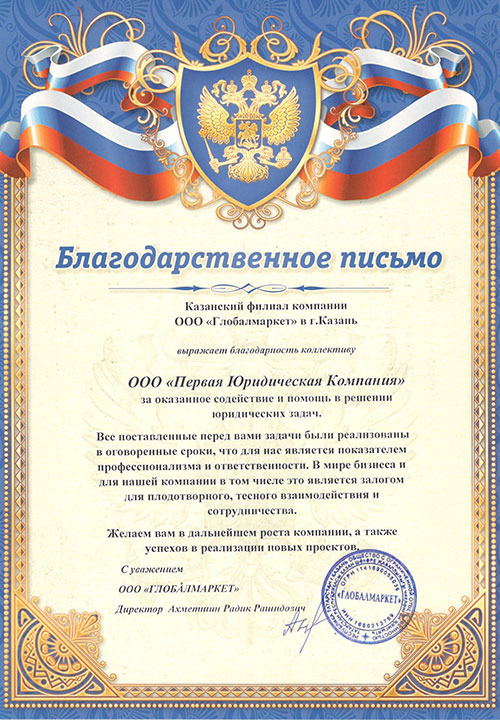 Благодарственное письмо
Казанский филиал компании
ООО «Глобалмаркет» в г.Казань
выражает благодарность коллективу
ООО «Первая Юридическая Компания»
за оказанное содействие и помощь в решении
юридических задач.
Все поставленные перед вами задачи были реализованы
в оговоренные сроки, что для нас является показателем
профессионализма и ответственности. В мире бизнеса и
для нашей компании в том числе это является залогом
для плодотворного, тесного взаимодействия и
сотрудничества.
Желаем вам в дальнейшем роста компании, а также
успехов в реализации новых проектов.
С уважением
ООО «ГЛОБАЛМАРКЕТ»
Директор Ахметшин Радик Рашидович
«ГЛОБАЛМАРКЕТ»